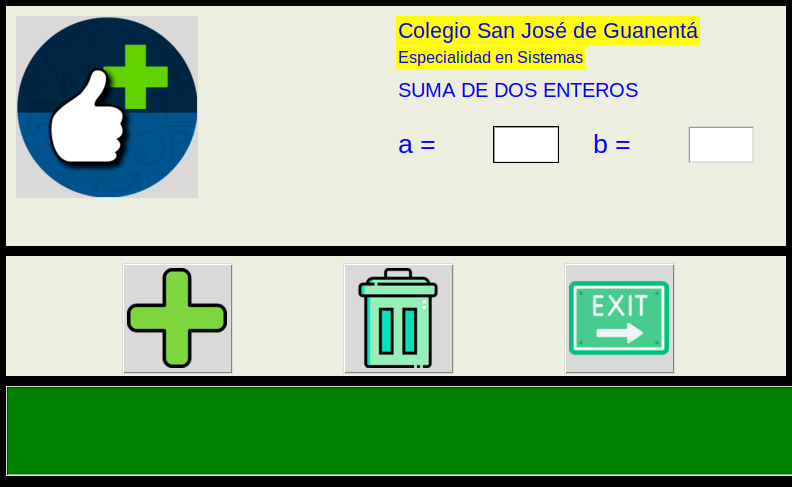 Colegio San José de Guanentá
Especialidad en Sistemas
SUMA DE DOS ENTEROS
a =
b =
EXIT